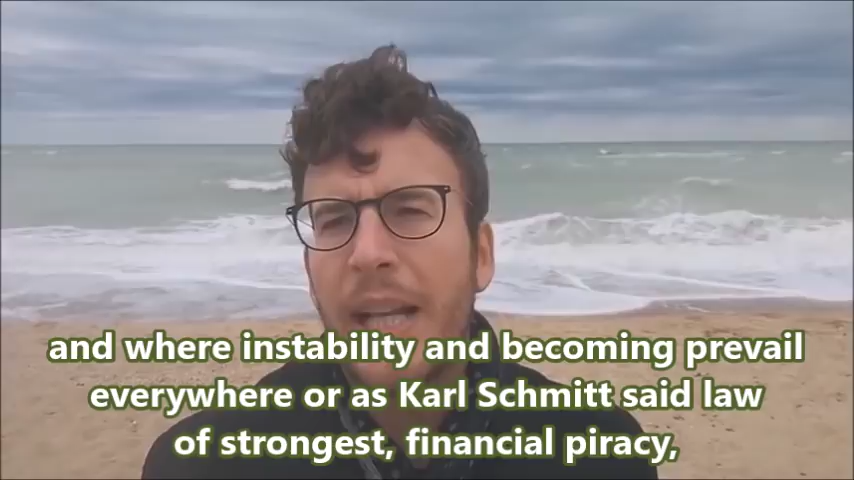 and where instability and becoming prevail
everywhere or as Karl Schmitt said law
of strongest, financial piracy,